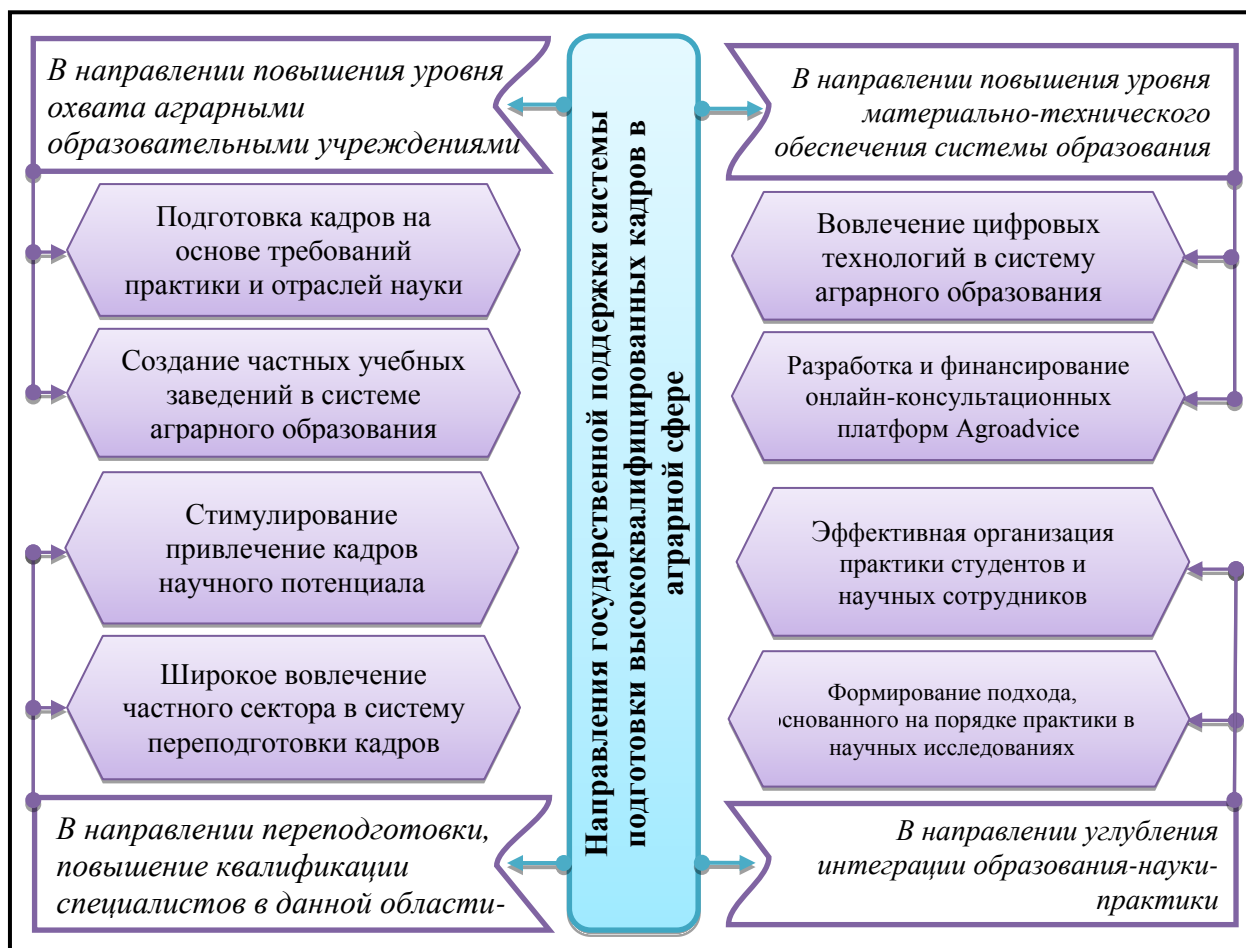 В направлении повышения уровня
охвата аграрными
образовательными учреждениями
Подготовка кадров на
основе требований
практики и отраслей науки
Создание частных учебных
заведений в системе
аграрного образования
Стимулирование
привлечение кадров
научного потенциала
Широкое вовлечение
частного сектора в систему
переподготовки кадров
В направлении переподготовки,
повышение квалификации
специалистов в данной области-
Направления государственной поддержки системы
подготовки высококвалифицированных кадров в
аграрной сфере
В направлении повышения уровня
материально-технического
обеспечения системы образования
Вовлечение цифровых
технологий в систему
аграрного образования
Разработка и финансирование
онлайн-консультационных
платформ Agroadvice
Эффективная организация
практики студентов и
научных сотрудников
Формирование подхода,
основанного на порядке практики в
научных исследованиях
В направлении углубления
интеграции образования-науки-
практики